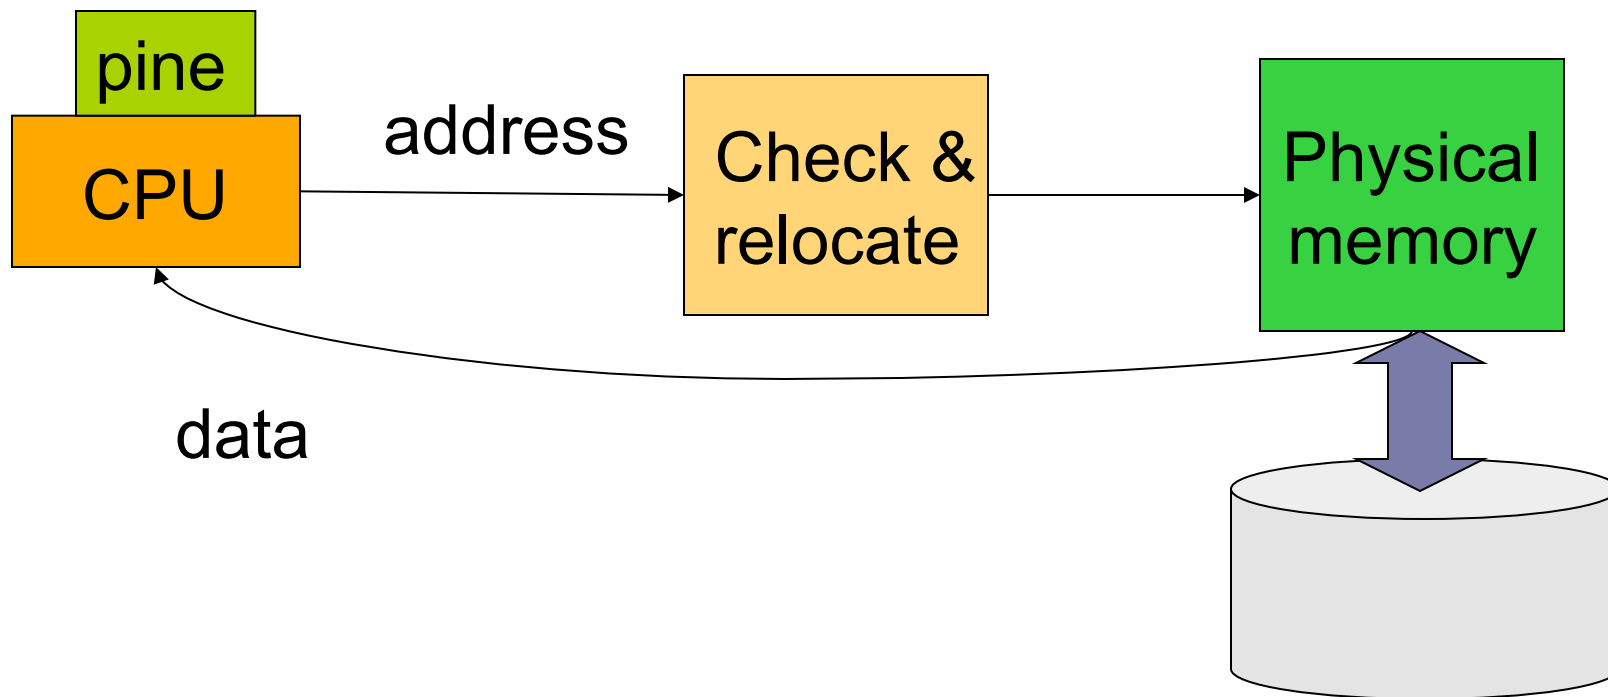 pine
CPU
address
Check &
relocate
Physical
memory
data